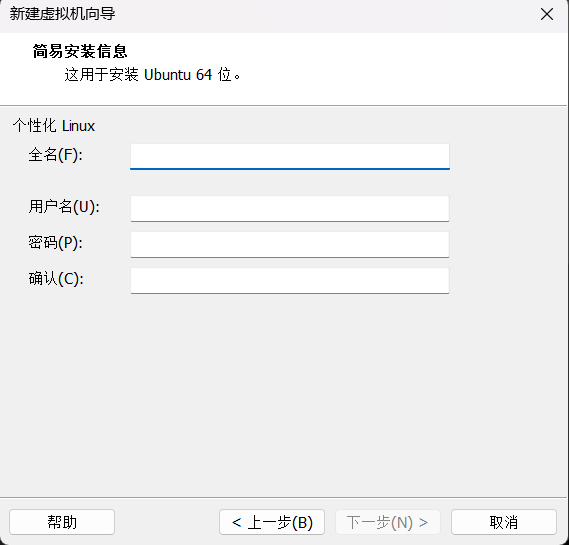 新建虚拟机向导
简易安装信息
这用于安装 Ubuntu 64 位。
个性化 Linux
全名(F):
用户名(U):
密码(P):
确认(C):
帮助
< 上一步(B)
下一步(N) >
取消